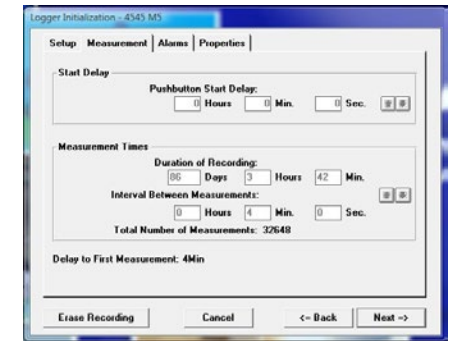 Logger Initialization - 4545 M5
Setup Measurement Alarms Properties
Start Delay
Pushbutton Start Delay:
0 Hours 0 Min. 0 Sec.
Measurement Times
Duration of Recording:
86 Days 3 Hours 42 Min.
Interval Between Measurements:
0 Hours 4 Min. 0 Sec.
Total Number of Measurements: 32648
Delay to First Measurement: 4Min
Erase Recording Cancel <- Back Next ->